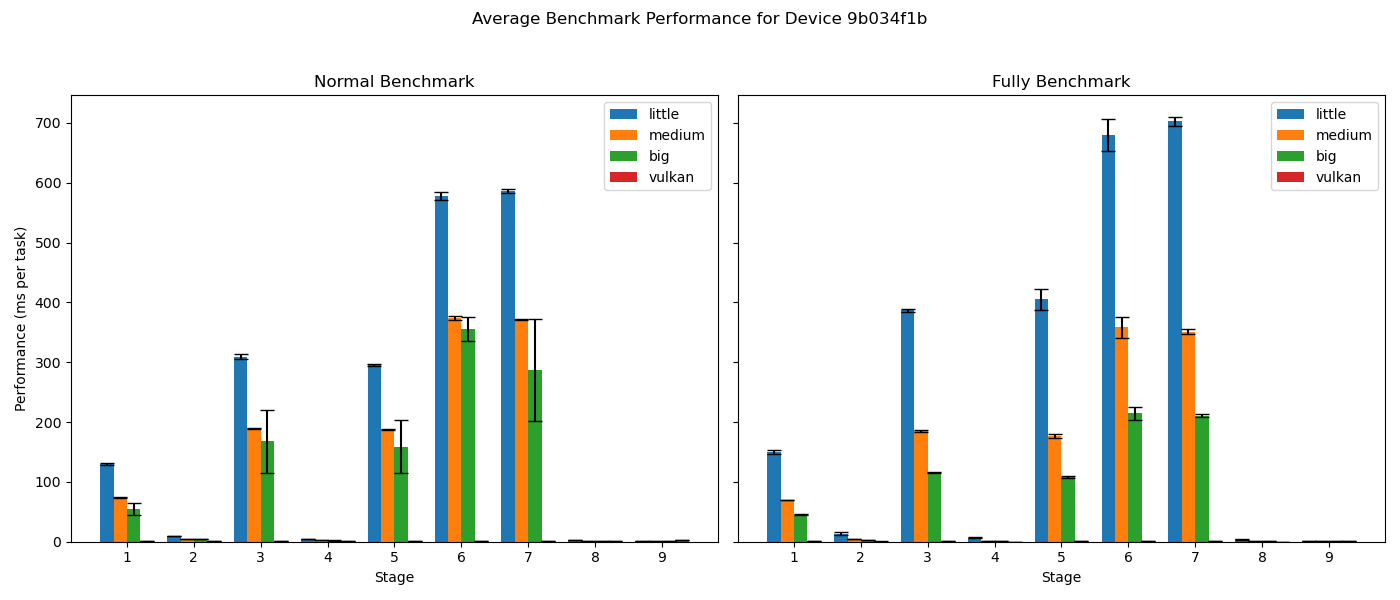 Average Benchmark Performance for Device 9b034f1b
Normal Benchmark
Performance (ms per task)
700
600
500
400
300
200
100
0
little
medium
big
vulkan
1 2 3 4 5 6 7 8 9
Stage
Fully Benchmark
little
medium
big
vulkan
1 2 3 4 5 6 7 8 9
Stage